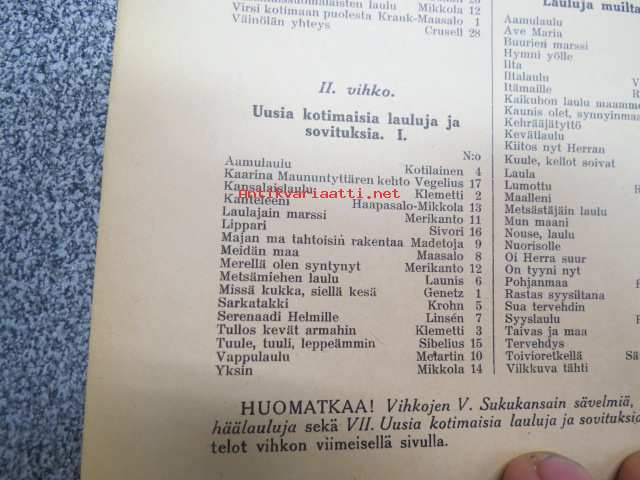 suomalaisten laulu Mikkola 12
Virsi kotimaan puolesta Krank-Maasalo 1
Väinölän yhteys Crusell 28
II. vihko.
Uusia kotimaisia lauluja ja
sovituksia. I.
N:o
Aamulaulu Kotilainen 4
Kaarina Maununtyttären kehto Vegelius 17
Kansalaislaulu Klemetti 2
Kanteleeni Haapasalo-Mikkola 13
Laulajain marssi Merikanto 11
Lippari Sivori 16
Majan ma tahtoisin rakentaa Madetoja 9
Meidän maa Maasalo 8
Merellä olen syntynyt Merikanto 12
Metsämiehen laulu Launis 6
Missä kukka, siellä kesä Genetz 1
Sarkatakki Krohn 5
Serenaadi Helmille Linsén 7
Tullos kevät armahin Klemetti 3
Tuule, tuuli, leppeämmin Sibelius 15
Vappulaulu Melartin 10
Yksin Mikkola 14
Lauluja muilta
Aamulaulu
Ave Maria
Buurien marssi
Hymni yölle
Ilta
Iltalaulu
Itämaille
Kaikuhon laulu maamme
Kaunis olet, synnyinmaa
Kehrääjätyttö
Kevätlaulu
Kiitos nyt Herran
Kuule, kellot soivat
Laula
Lumottu
Maalleni
Metsästäjäin laulu
Mun maani
Nouse, laulu
Nuorisolle
Oi Herra suur
On tyyni nyt
Pohjanmaa
Rastas syysiltana
Sua tervehdin
Syyslaulu
Taivas ja maa
Tervehdys
Toivioretkellä
Vilkkuva tähti
HUOMATKAA! Vihkojen V. Sukukansain sävelmiä,
häälauluja sekä VII. Uusia kotimaisia lauluja ja sovituksia
telot vihkon viimeisellä sivulla.
Antikvariaatti.net